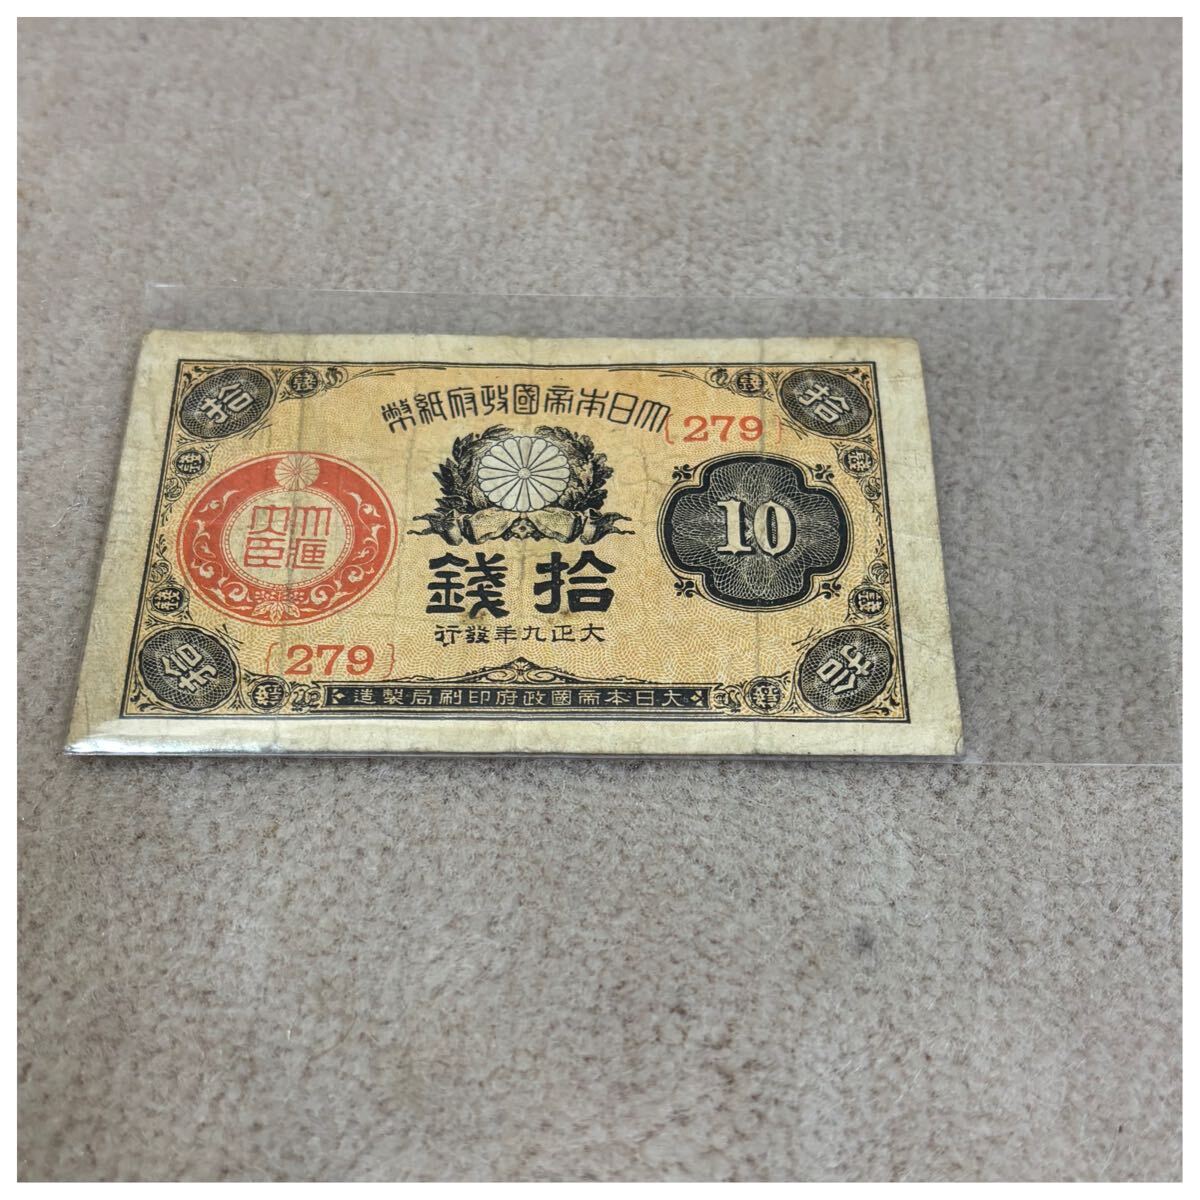 大日本帝國政府紙幣
{279}
大藏
大臣
10
拾錢
大正九年發行
{279}
大日本帝國政府印刷局製造
拾
拾
拾
拾